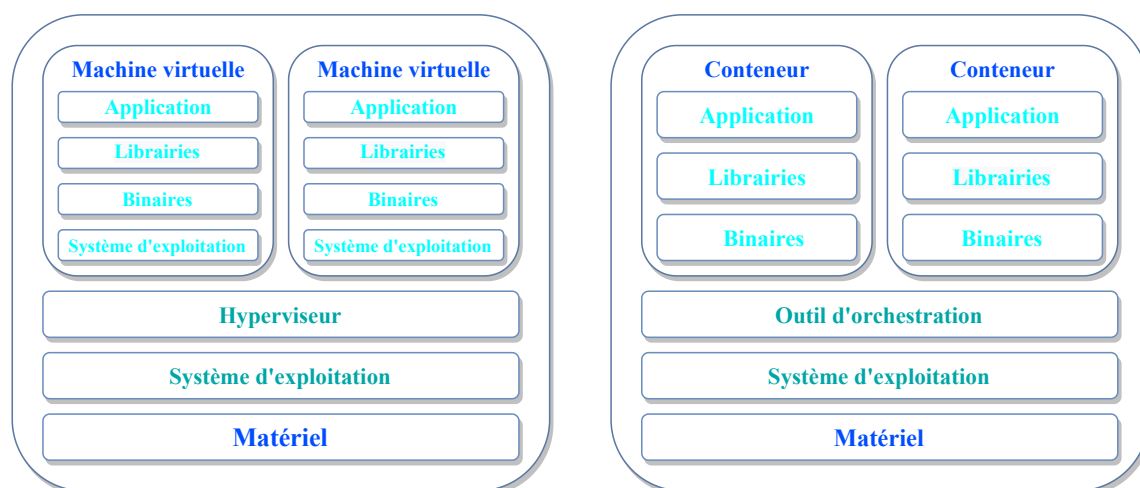 Machine virtuelle
Application
Librairies
Binaires
Système d'exploitation
Machine virtuelle
Application
Librairies
Binaires
Système d'exploitation
Hyperviseur
Système d'exploitation
Matériel
Conteneur
Application
Librairies
Binaires
Conteneur
Application
Librairies
Binaires
Outil d'orchestration
Système d'exploitation
Matériel